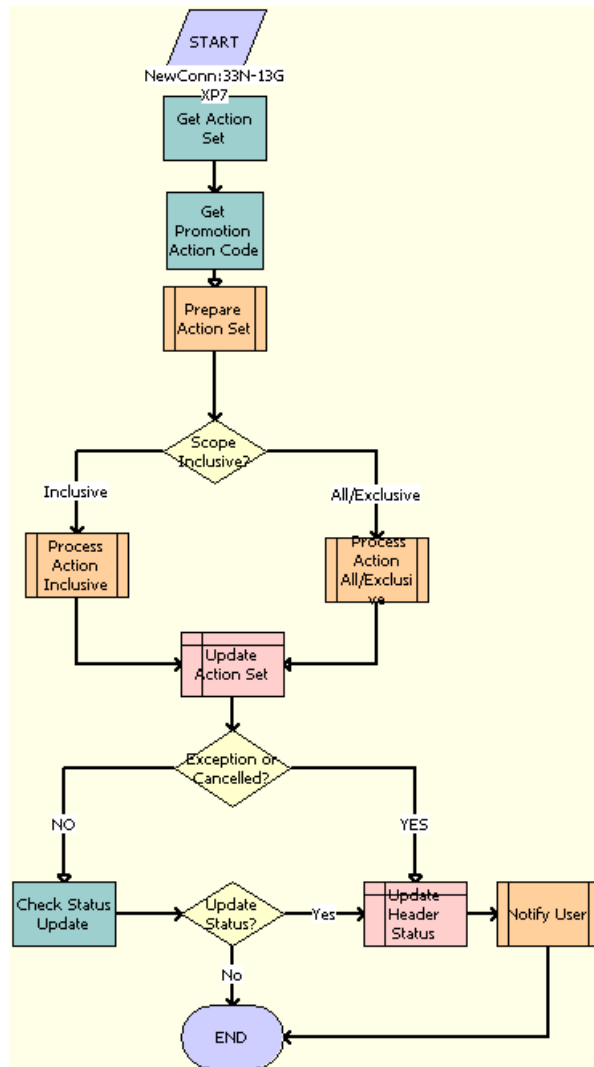 START
NewConn:33N-13G
XP7
Get Action
Set
Get
Promotion
Action Code
Prepare
Action Set
Scope
Inclusive?
Inclusive
All/Exclusive
Process
Action
Inclusive
Process
Action
All/Exclusi
ve
Update
Action Set
Exception or
Cancelled?
NO
YES
Check Status
Update
Update
Status?
Yes
Update
Header
Status
Notify User
No
END